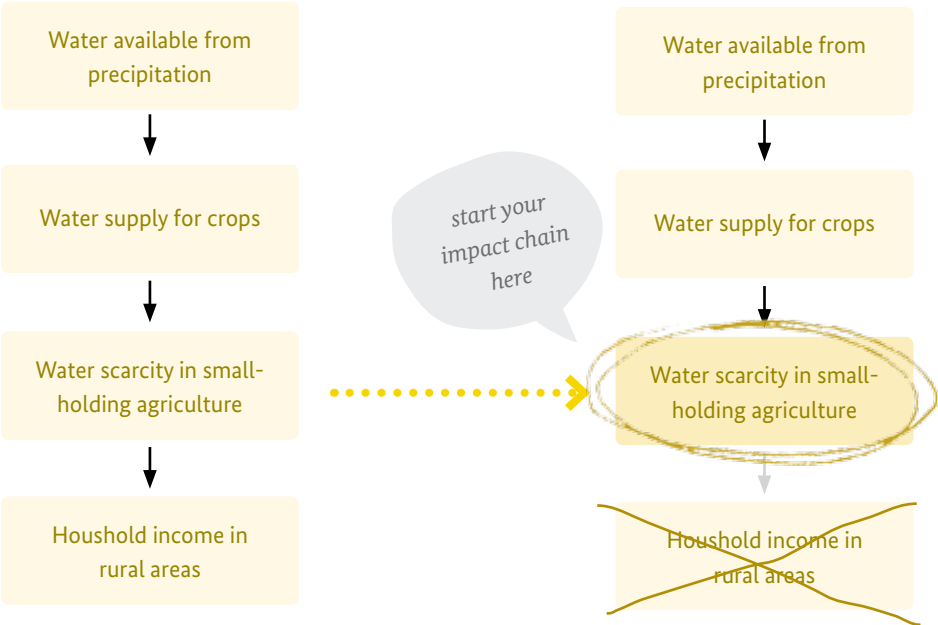 Water available from
precipitation
Water supply for crops
Water scarcity in small-
holding agriculture
Houshold income in
rural areas
start your
impact chain
here
Water available from
precipitation
Water supply for crops
Water scarcity in small-
holding agriculture
Houshold income in
rural areas